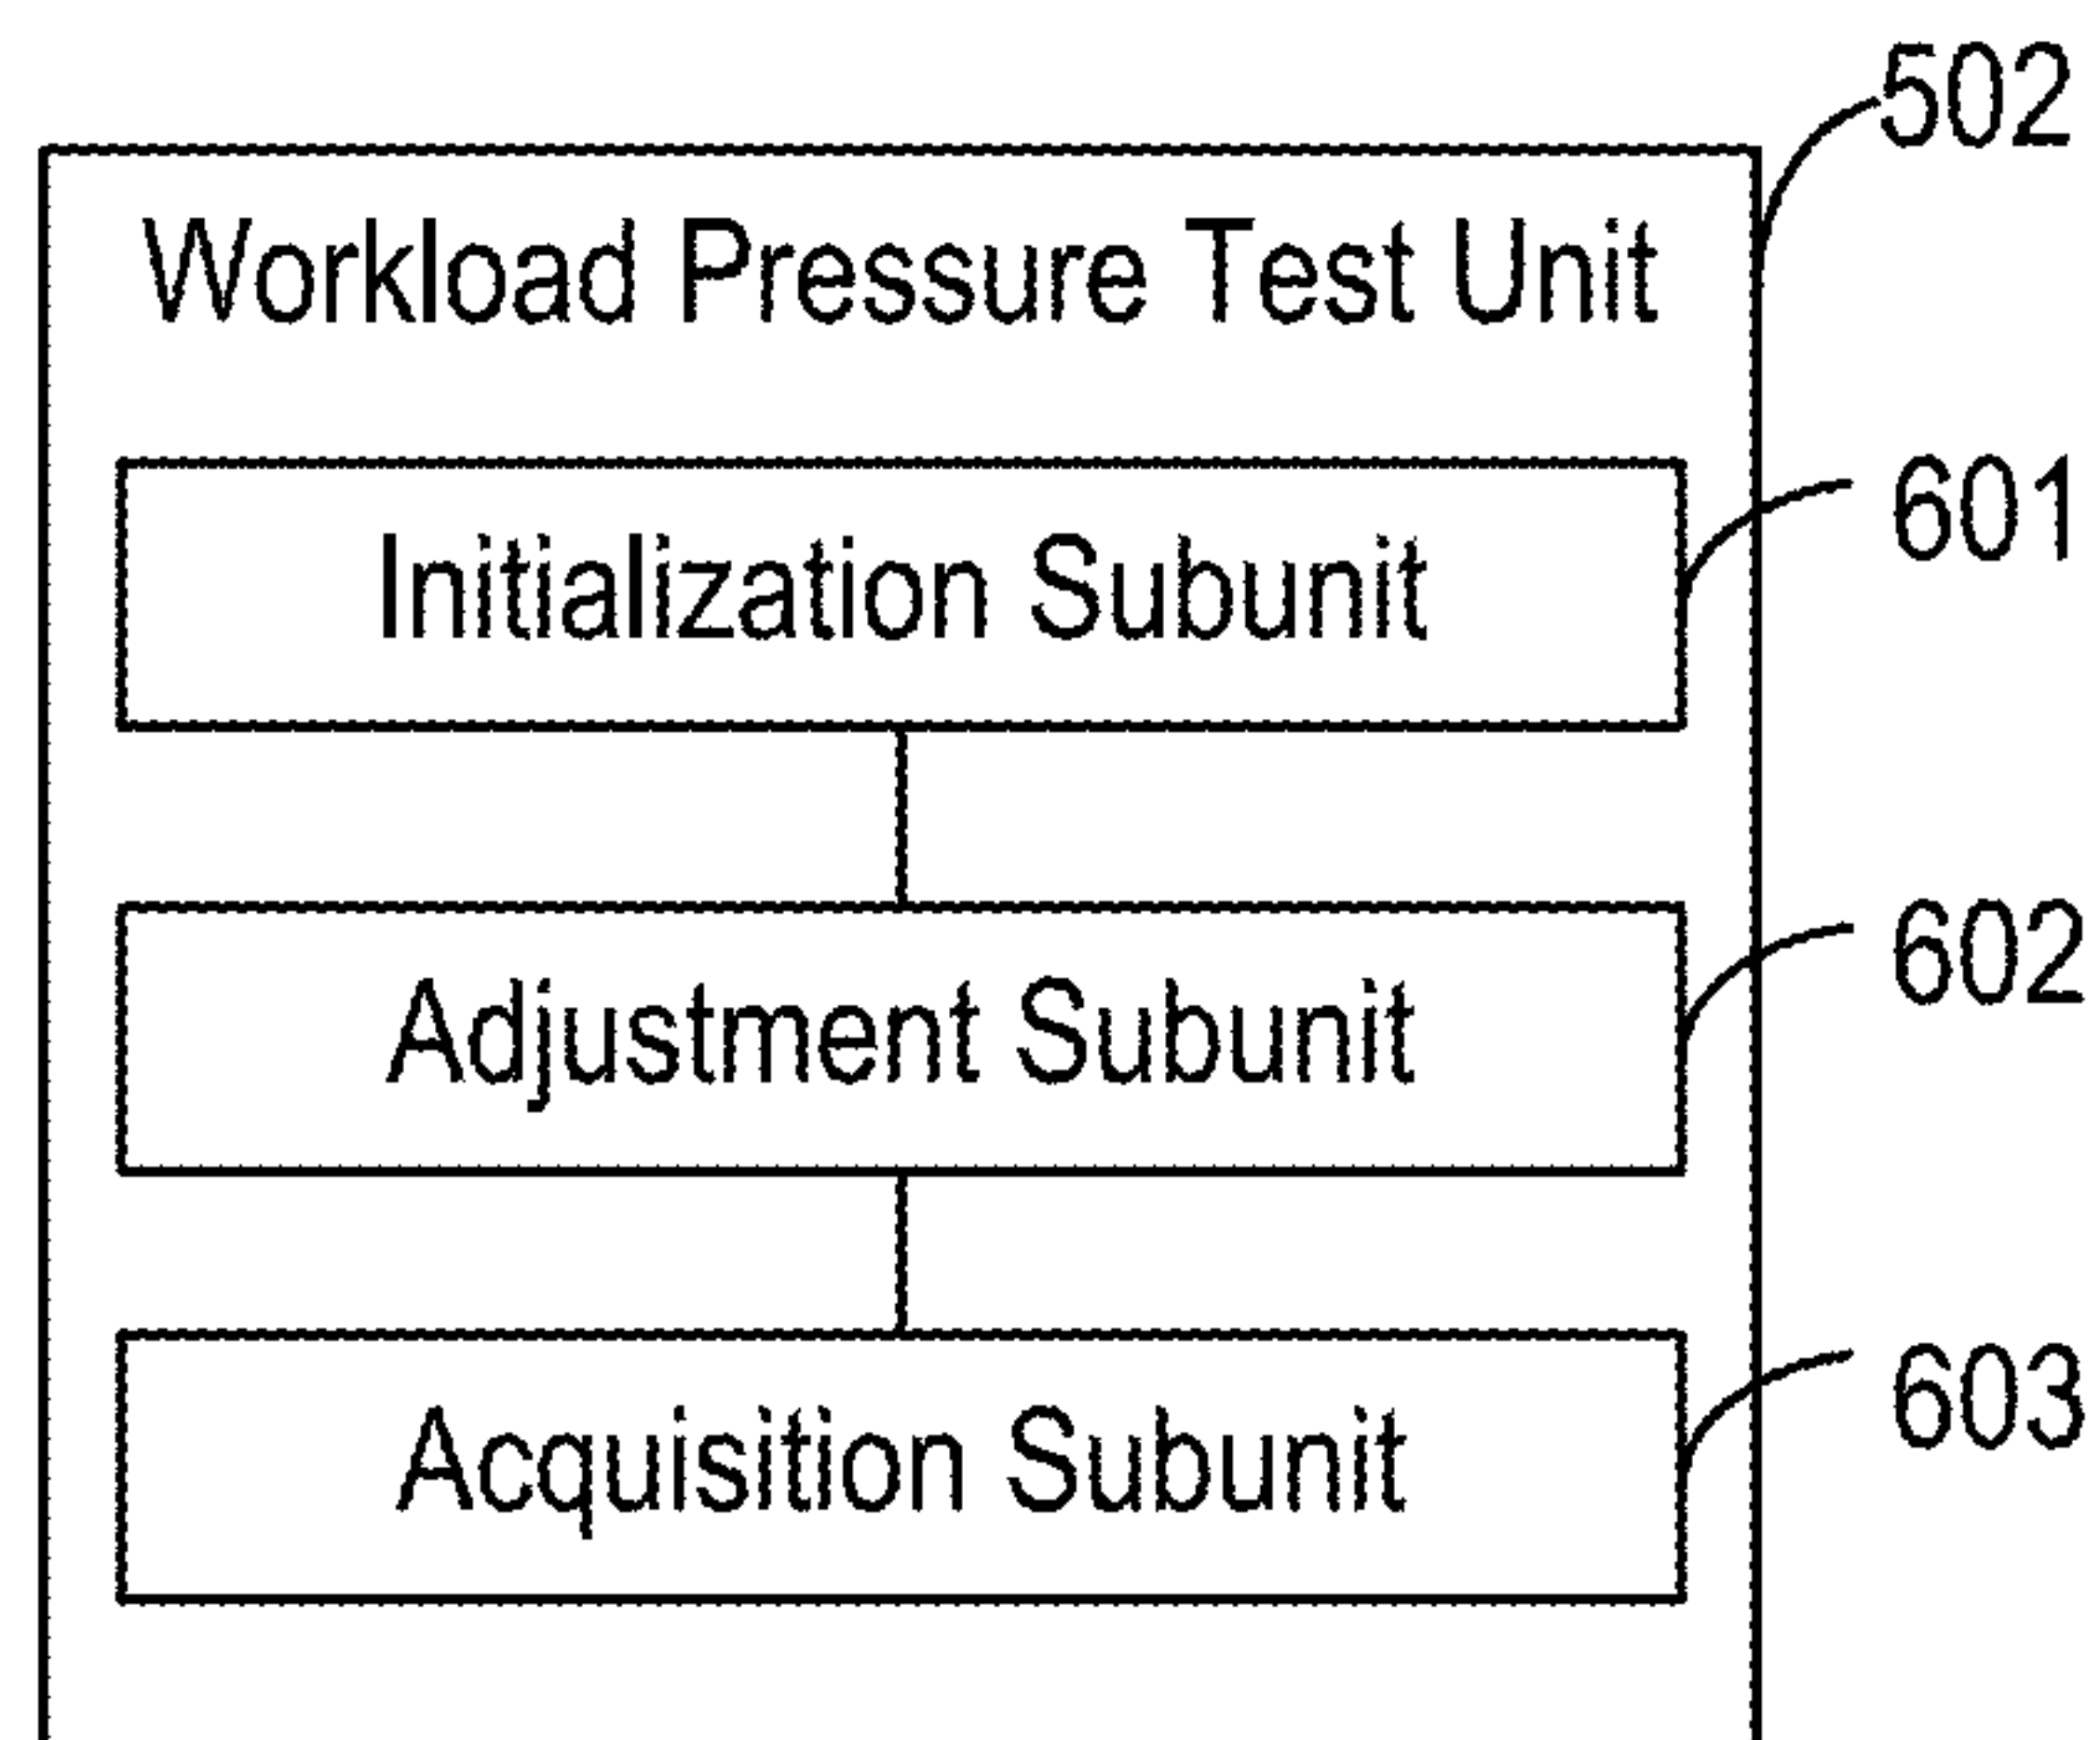 502
Workload Pressure Test Unit
601
Initialization Subunit
602
Adjustment Subunit
603
Acquisition Subunit